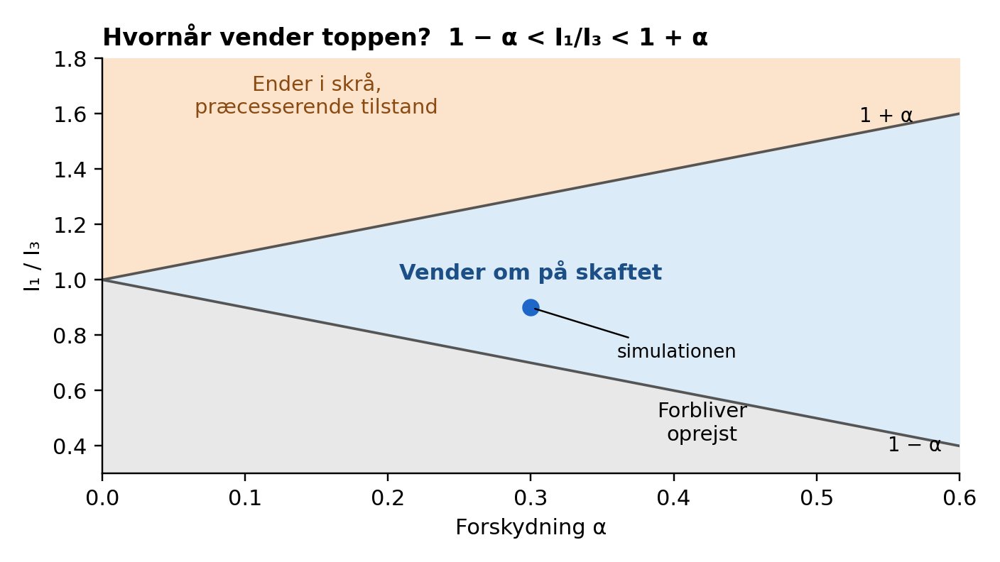 Hvornår vender toppen?  1 − α < I₁/I₃ < 1 + α
1.8
Ender i skrå,
præcesserende tilstand
1.6
1 + α
1.4
1.2
I₁ / I₃
1.0
Vender om på skaftet
0.8
simulationen
0.6
Forbliver
oprejst
0.4
1 − α
0.0 0.1 0.2 0.3 0.4 0.5 0.6
Forskydning α